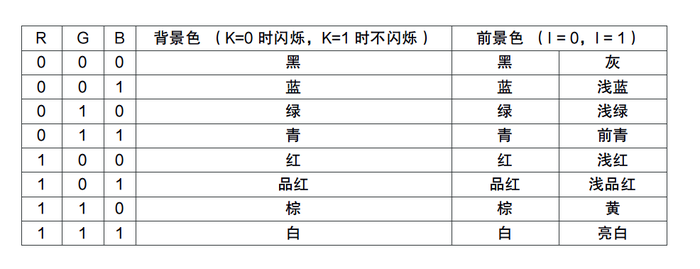 R G B 背景色 （K=0 时闪烁，K=1 时不闪烁） 前景色 （I = 0，I = 1）
0 0 0 黑 黑 灰
0 0 1 蓝 蓝 浅蓝
0 1 0 绿 绿 浅绿
0 1 1 青 青 前青
1 0 0 红 红 浅红
1 0 1 品红 品红 浅品红
1 1 0 棕 棕 黄
1 1 1 白 白 亮白